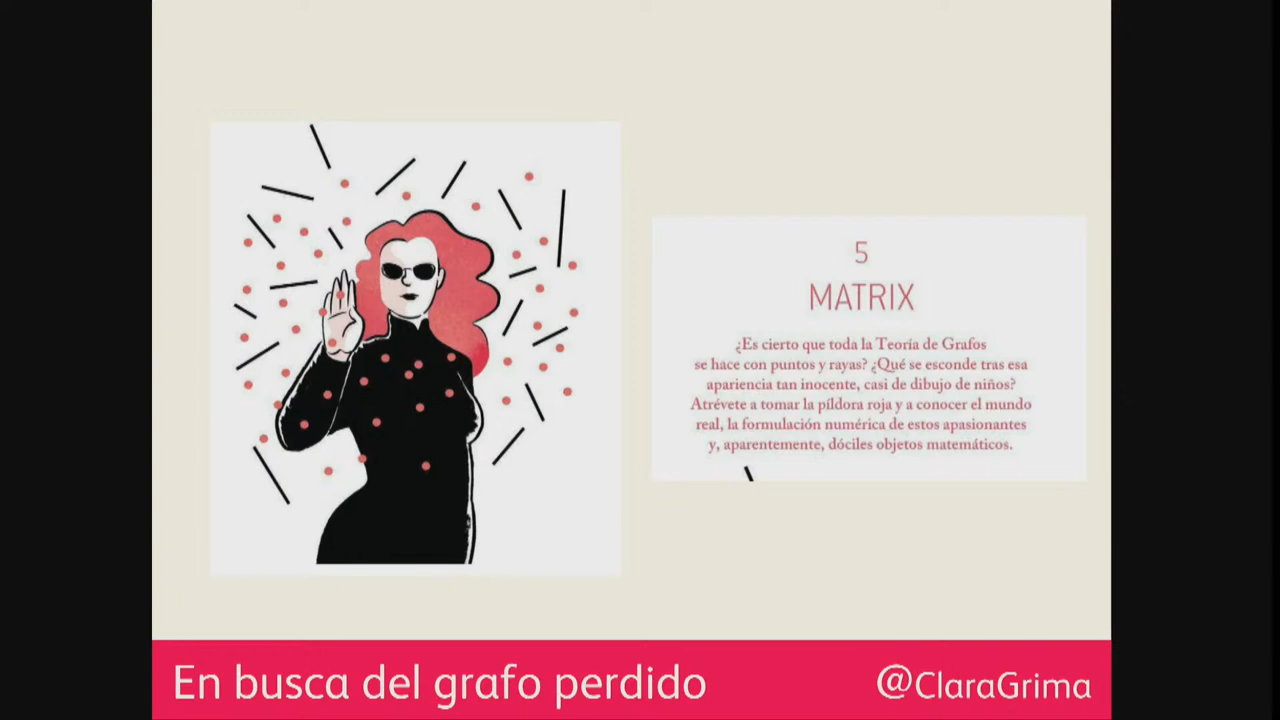 5
MATRIX
¿Es cierto que toda la Teoría de Grafos
se hace con puntos y rayas? ¿Qué se esconde tras esa
apariencia tan inocente, casi de dibujo de niños?
Atrévete a tomar la píldora roja y a conocer el mundo
real, la formulación numérica de estos apasionantes
y, aparentemente, dóciles objetos matemáticos.
En busca del grafo perdido
@ClaraGrima